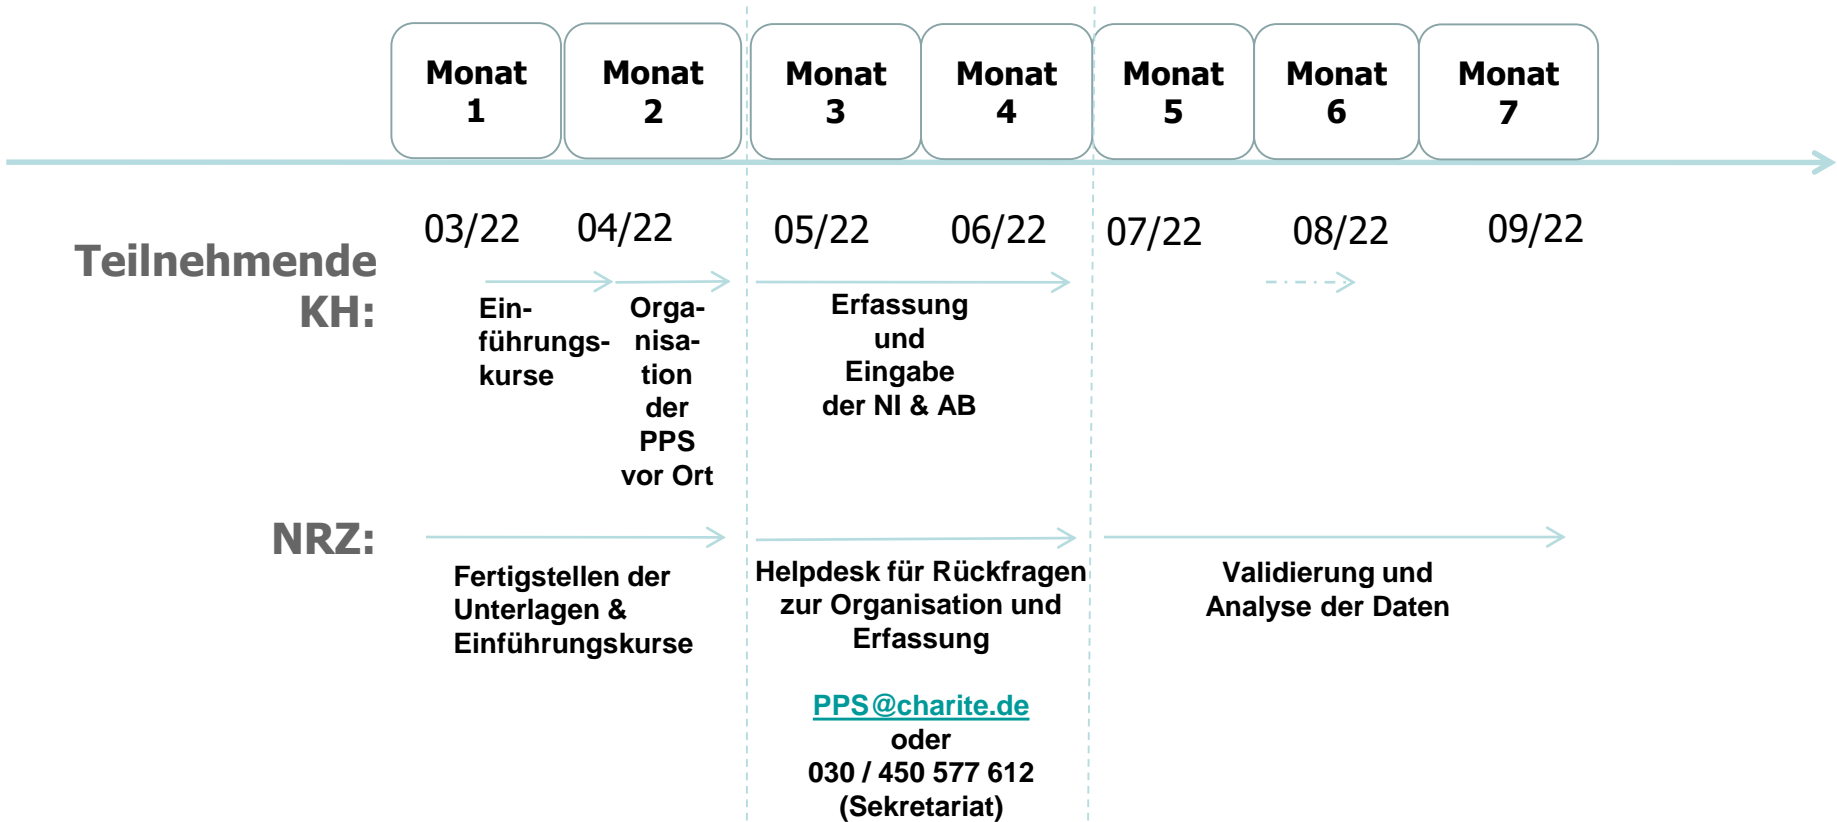 Monat
1
Monat
2
Monat
3
Monat
4
Monat
5
Monat
6
Monat
7
03/22
04/22
05/22
06/22
07/22
08/22
09/22
Teilnehmende
KH:
Ein-
führungs-
kurse
Orga-
nisa-
tion
der
PPS
vor Ort
Erfassung
und
Eingabe
der NI & AB
NRZ:
Fertigstellen der
Unterlagen &
Einführungskurse
Helpdesk für Rückfragen
zur Organisation und
Erfassung
PPS@charite.de
oder
030 / 450 577 612
(Sekretariat)
Validierung und
Analyse der Daten